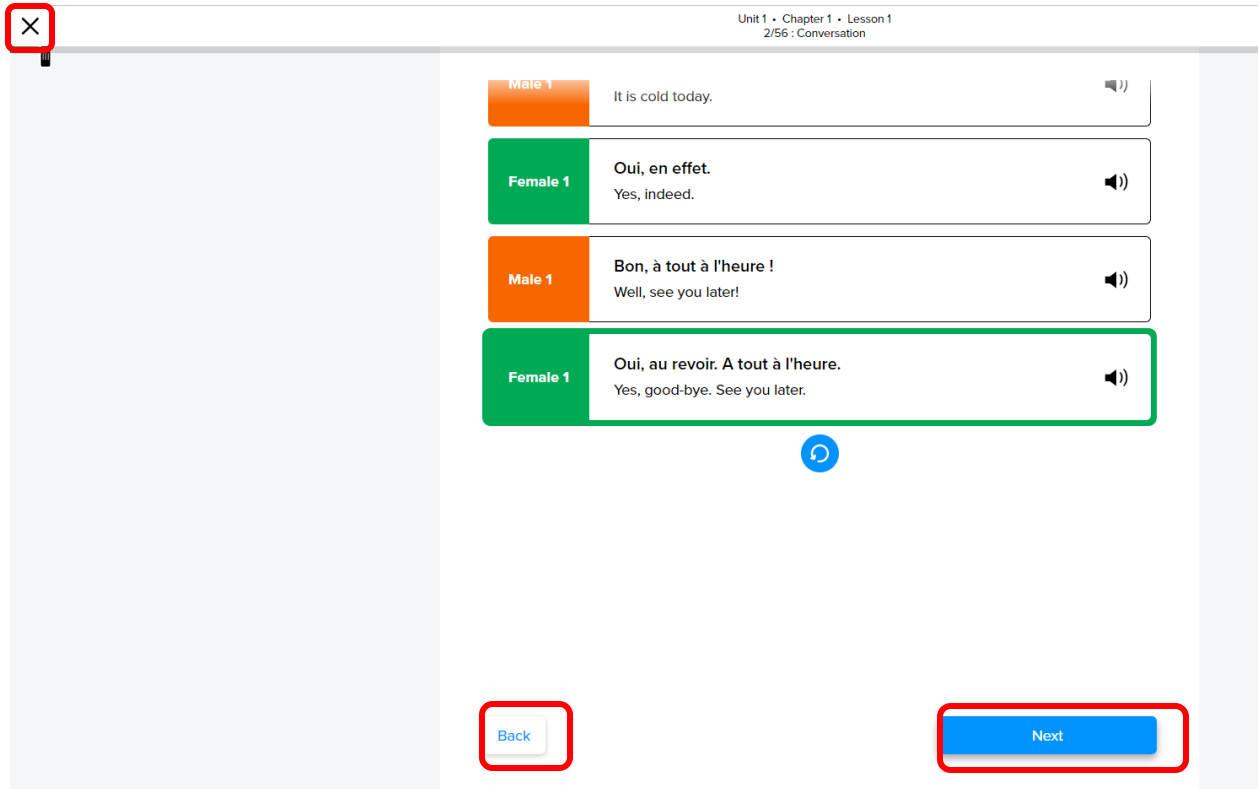 Unit 1 • Chapter 1 • Lesson 1
2/56 : Conversation
Male 1
It is cold today.
Female 1
Oui, en effet.
Yes, indeed.
Male 1
Bon, à tout à l'heure !
Well, see you later!
Female 1
Oui, au revoir. A tout à l'heure.
Yes, good-bye. See you later.
Back
Next